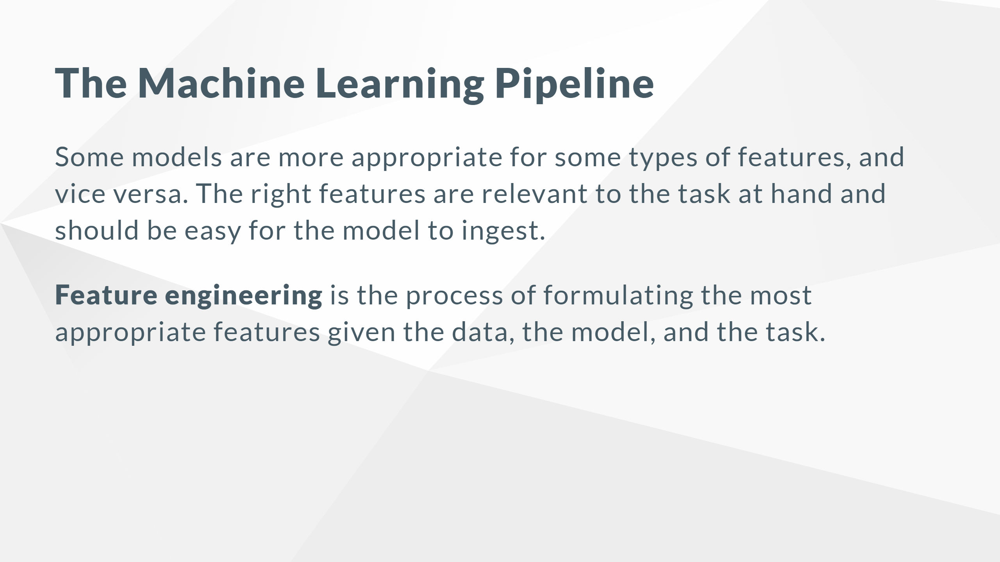 The Machine Learning Pipeline
Some models are more appropriate for some types of features, and
vice versa. The right features are relevant to the task at hand and
should be easy for the model to ingest.
Feature engineering is the process of formulating the most
appropriate features given the data, the model, and the task.